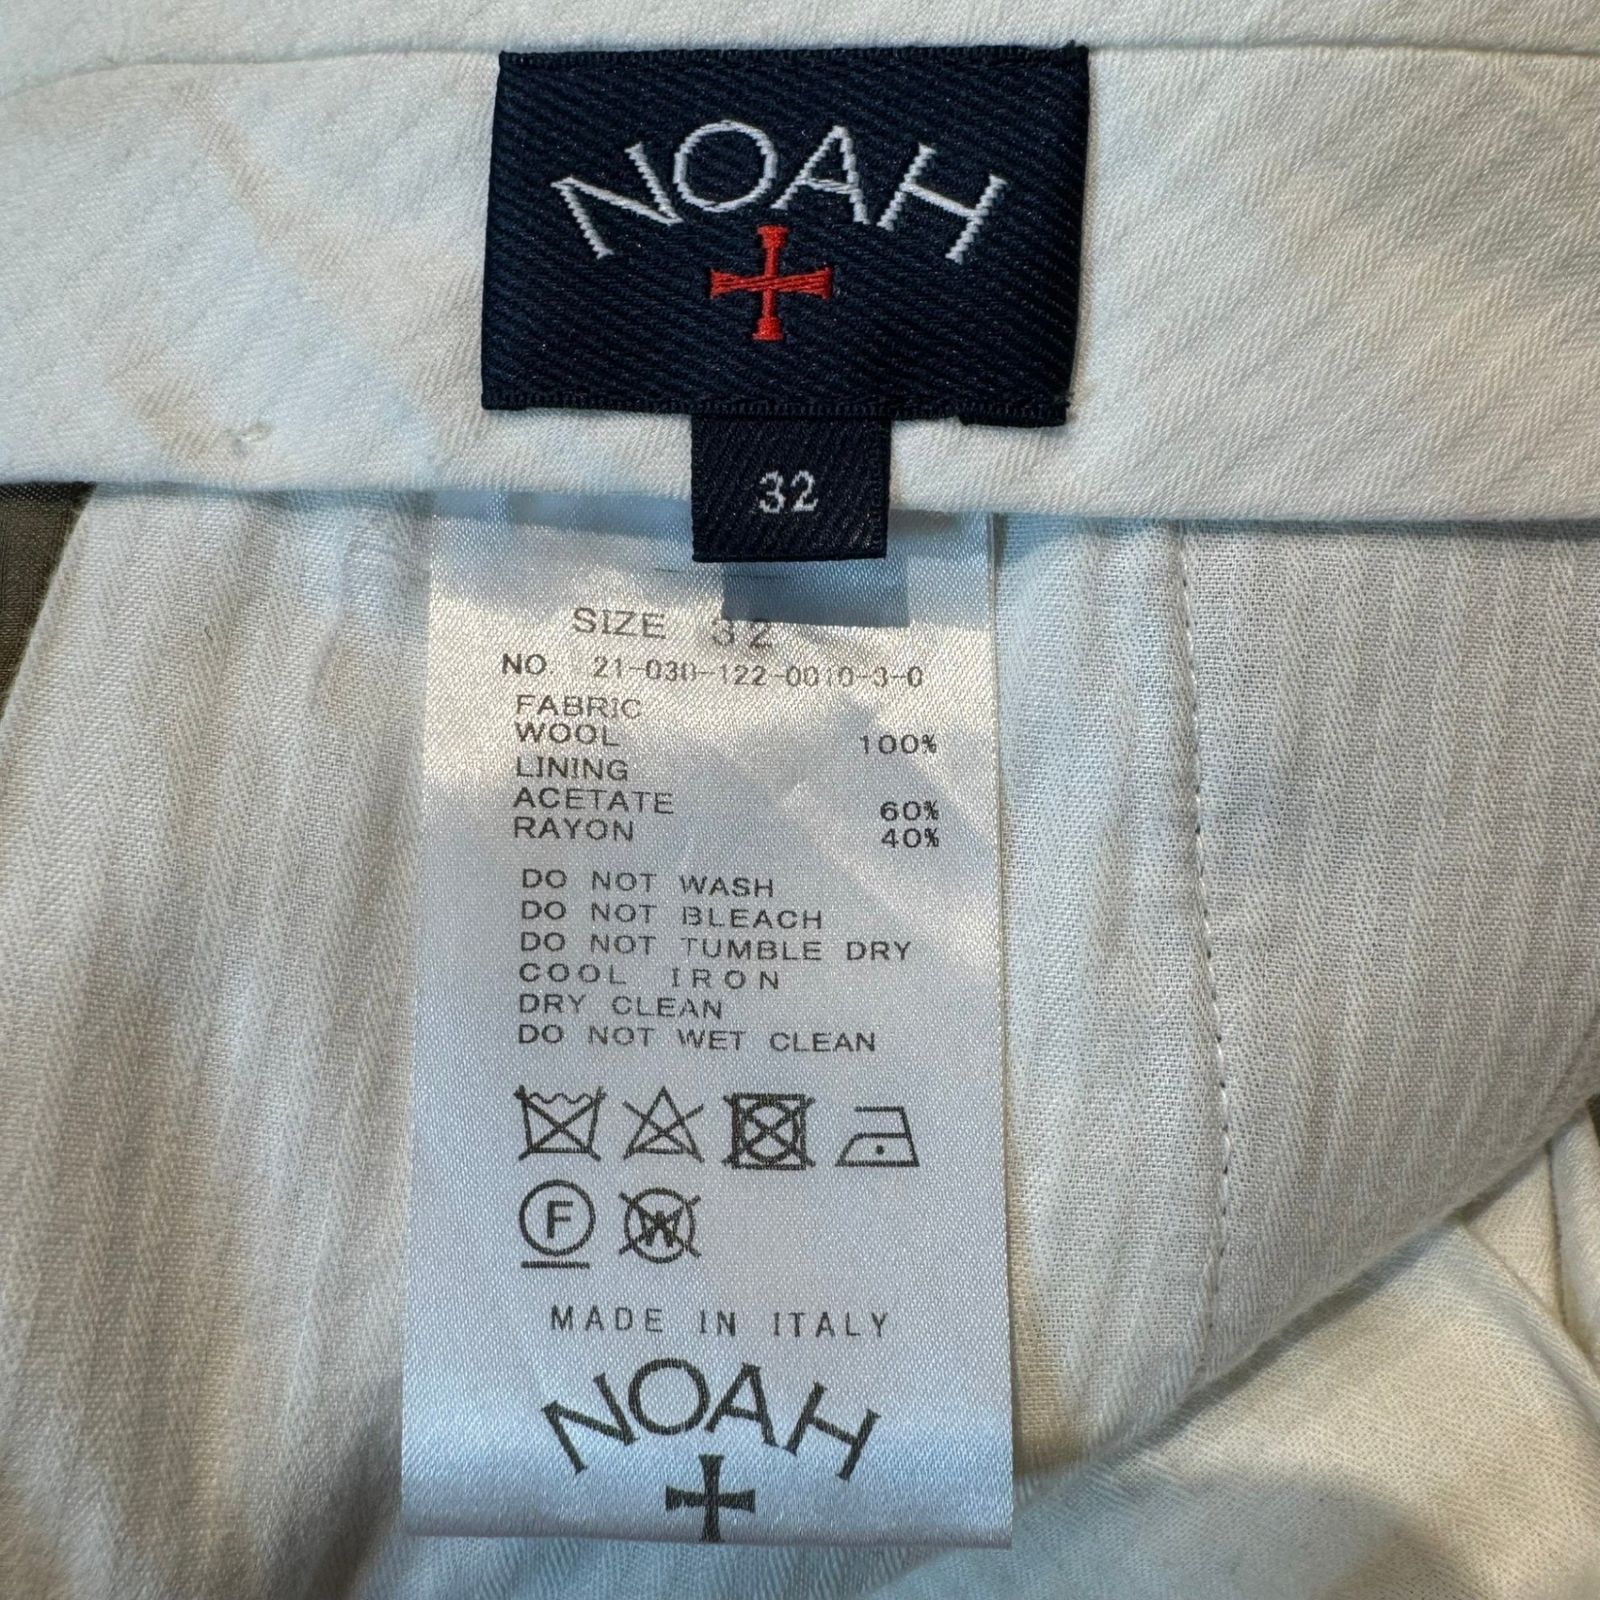 NOAH
32
SIZE 32
NO. 21-030-122-0010-3-0
FABRIC
WOOL 100%
LINING
ACETATE 60%
RAYON 40%
DO NOT WASH
DO NOT BLEACH
DO NOT TUMBLE DRY
COOL IRON
DRY CLEAN
DO NOT WET CLEAN
F W
MADE IN ITALY
NOAH